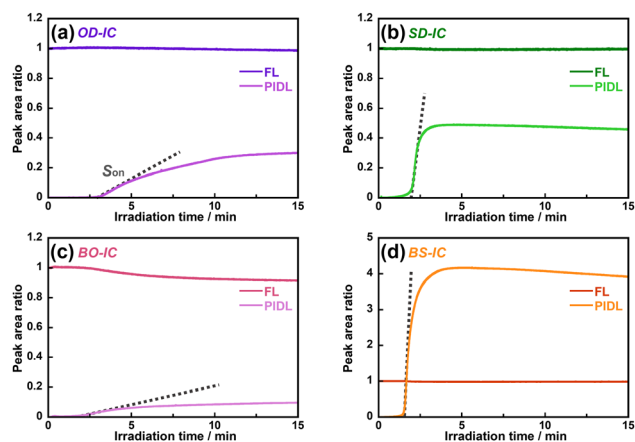 (a) OD-IC
Peak area ratio
1.2
1
0.8
0.6
0.4
0.2
0
FL
PIDL
Son
0 5 10 15
Irradiation time / min
(b) SD-IC
Peak area ratio
1.2
1
0.8
0.6
0.4
0.2
0
FL
PIDL
0 5 10 15
Irradiation time / min
(c) BO-IC
Peak area ratio
1.2
1
0.8
0.6
0.4
0.2
0
FL
PIDL
0 5 10 15
Irradiation time / min
(d) BS-IC
Peak area ratio
5
4
3
2
1
0
FL
PIDL
0 5 10 15
Irradiation time / min